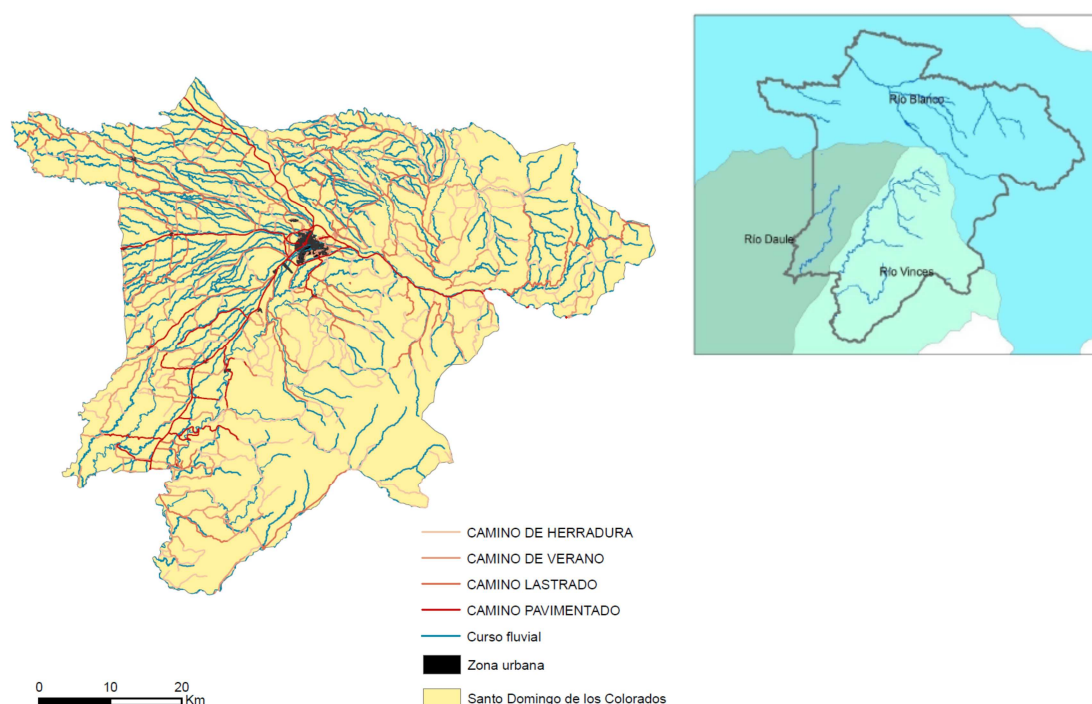 Río Blanco
Río Daule
Río Vinces
CAMINO DE HERRADURA
CAMINO DE VERANO
CAMINO LASTRADO
CAMINO PAVIMENTADO
Curso fluvial
Zona urbana
Santo Domingo de los Colorados
0 10 20
Km